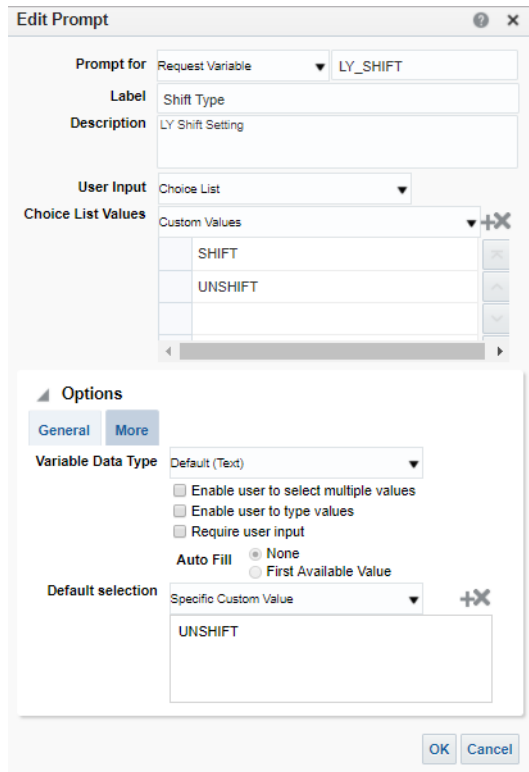 Edit Prompt
Prompt for Request Variable LY_SHIFT
Label Shift Type
Description LY Shift Setting
User Input Choice List
Choice List Values Custom Values
SHIFT
UNSHIFT
Options
General More
Variable Data Type Default (Text)
Enable user to select multiple values
Enable user to type values
Require user input
Auto Fill None
First Available Value
Default selection Specific Custom Value
UNSHIFT
OK Cancel